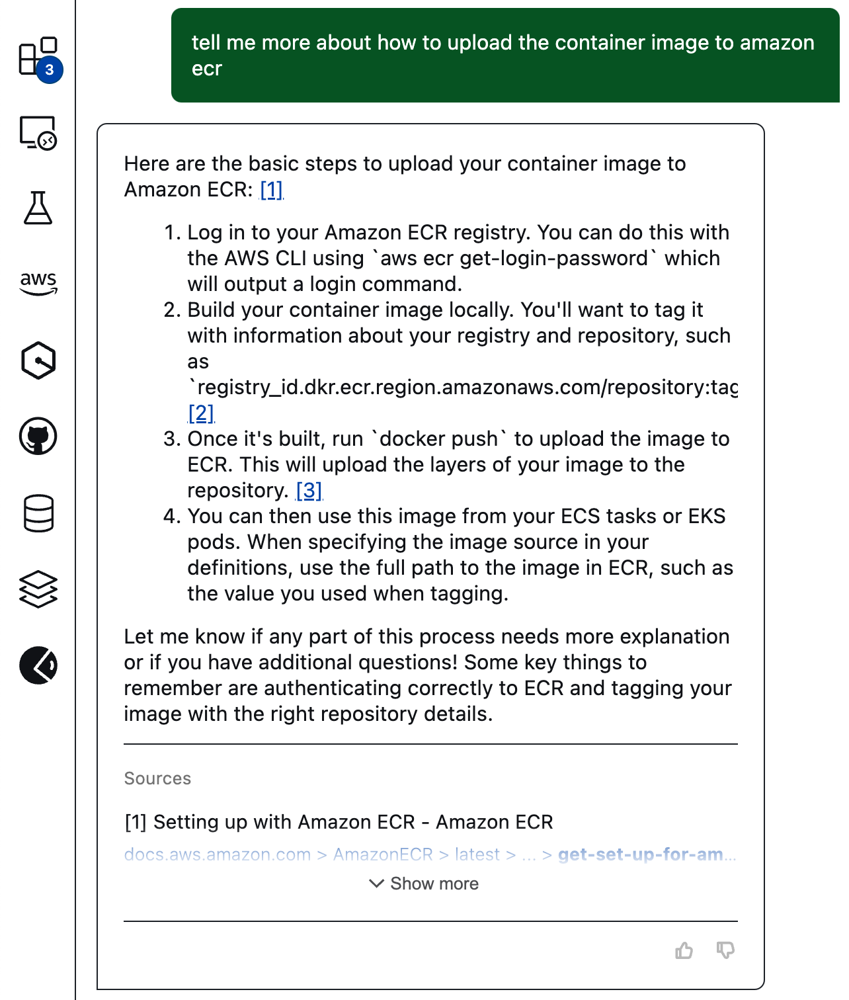 3
aws
tell me more about how to upload the container image to amazon
ecr
Here are the basic steps to upload your container image to
Amazon ECR: [1]
1. Log in to your Amazon ECR registry. You can do this with
the AWS CLI using `aws ecr get-login-password` which
will output a login command.
2. Build your container image locally. You'll want to tag it
with information about your registry and repository, such
as
`registry_id.dkr.ecr.region.amazonaws.com/repository:tag
[2]
3. Once it's built, run `docker push` to upload the image to
ECR. This will upload the layers of your image to the
repository. [3]
4. You can then use this image from your ECS tasks or EKS
pods. When specifying the image source in your
definitions, use the full path to the image in ECR, such as
the value you used when tagging.
Let me know if any part of this process needs more explanation
or if you have additional questions! Some key things to
remember are authenticating correctly to ECR and tagging your
image with the right repository details.
Sources
[1] Setting up with Amazon ECR - Amazon ECR
docs.aws.amazon.com > AmazonECR > latest > ... > get-set-up-for-am...
Show more